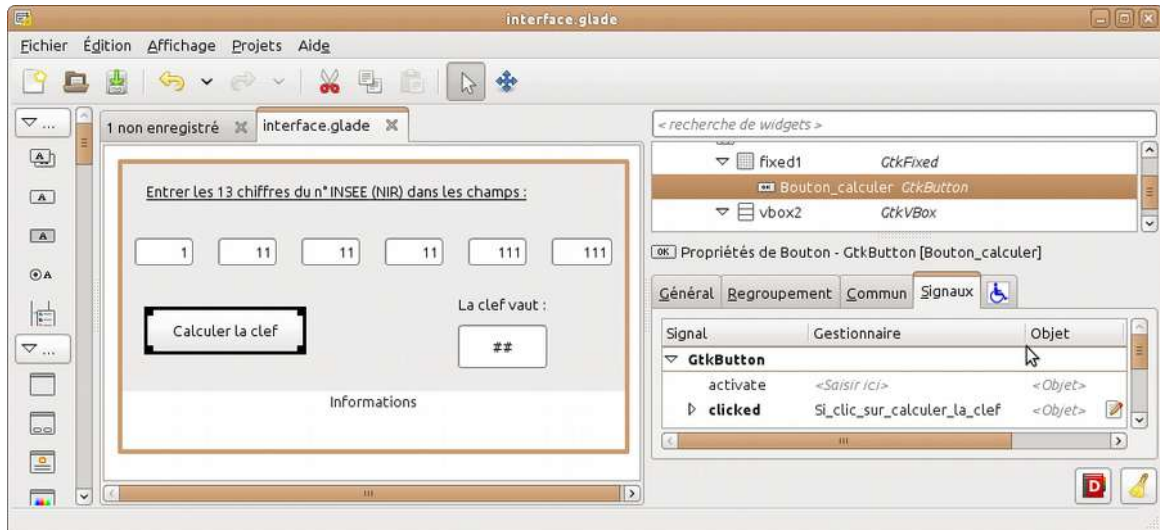 interface.glade
Fichier Édition Affichage Projets Aide
...
1 non enregistré interface.glade
Entrer les 13 chiffres du n° INSEE (NIR) dans les champs :
1 11 11 11 111 111
La clef vaut :
Calculer la clef
##
Informations
...
< recherche de widgets >
fixed1 GtkFixed
OK Bouton_calculer GtkButton
vbox2 GtkVBox
OK Propriétés de Bouton - GtkButton [Bouton_calculer]
Général Regroupement Commun Signaux
Signal Gestionnaire Objet
GtkButton
activate <Saisir ici> <Objet>
clicked Si_clic_sur_calculer_la_clef <Objet>
D